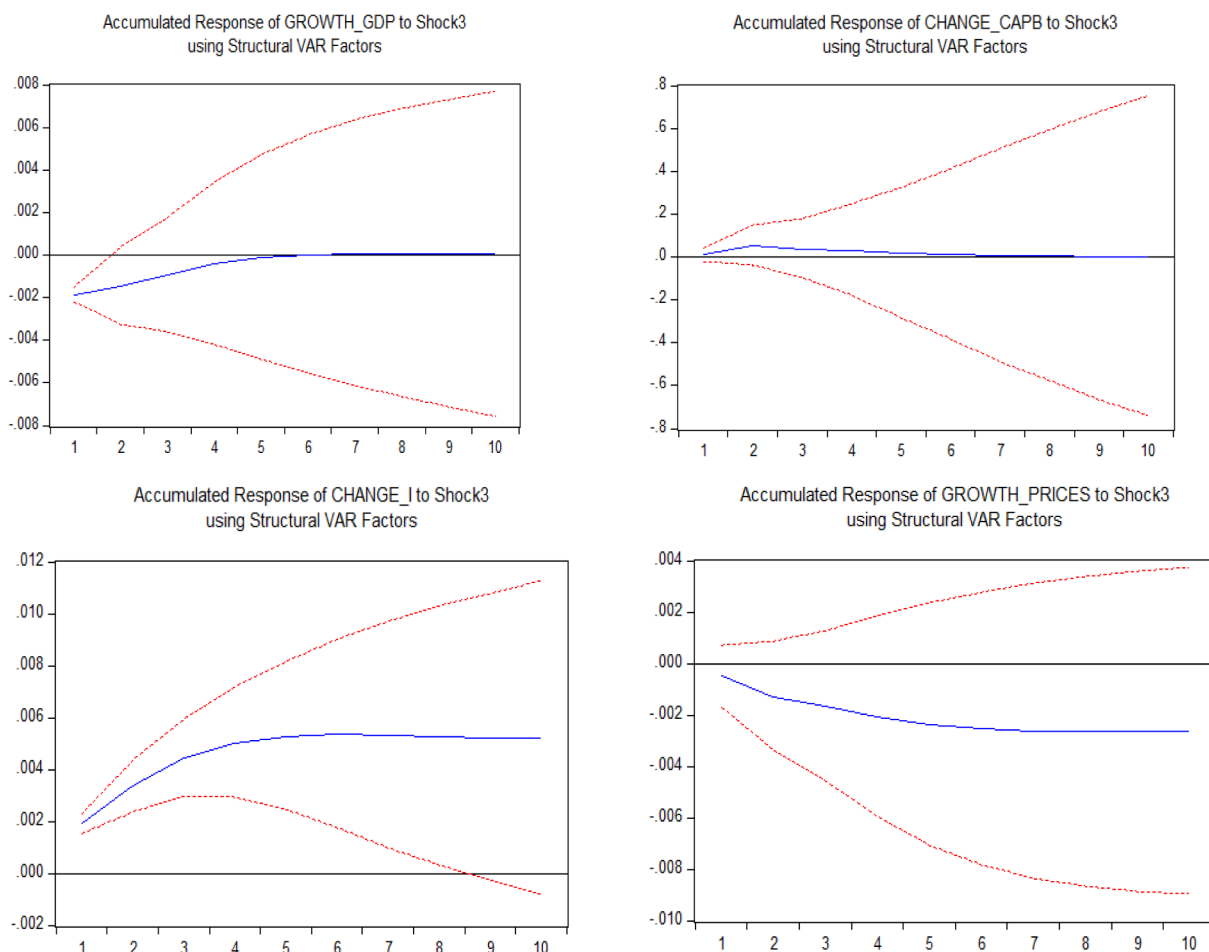 Accumulated Response of GROWTH_GDP to Shock3
using Structural VAR Factors
.008
.006
.004
.002
.000
-.002
-.004
-.006
-.008
1 2 3 4 5 6 7 8 9 10
Accumulated Response of CHANGE_CAPB to Shock3
using Structural VAR Factors
.8
.6
.4
.2
.0
-.2
-.4
-.6
-.8
1 2 3 4 5 6 7 8 9 10
Accumulated Response of CHANGE_I to Shock3
using Structural VAR Factors
.012
.010
.008
.006
.004
.002
.000
-.002
1 2 3 4 5 6 7 8 9 10
Accumulated Response of GROWTH_PRICES to Shock3
using Structural VAR Factors
.004
.002
.000
-.002
-.004
-.006
-.008
-.010
1 2 3 4 5 6 7 8 9 10